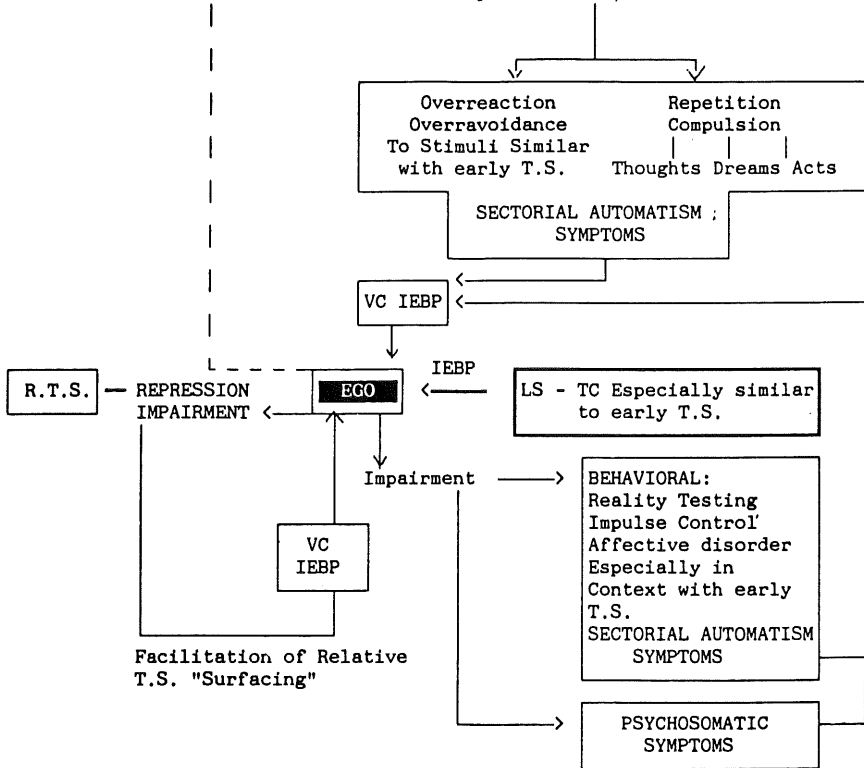 Overreaction
Overravoidance
To Stimuli Similar
with early T.S.
Repetition
Compulsion
Thoughts Dreams Acts
SECTORIAL AUTOMATISM ;
SYMPTOMS
VC IEBP
R.T.S.
REPRESSION
IMPAIRMENT
EGO
IEBP
LS - TC Especially similar
to early T.S.
Impairment
VC
IEBP
BEHAVIORAL:
Reality Testing
Impulse Control
Affective disorder
Especially in
Context with early
T.S.
SECTORIAL AUTOMATISM
SYMPTOMS
Facilitation of Relative
T.S. "Surfacing"
PSYCHOSOMATIC
SYMPTOMS